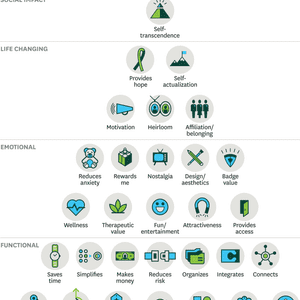 SOCIAL IMPACT
Self-
transcendence
LIFE CHANGING
Provides
hope
Self-
actualization
Motivation
Heirloom
Affiliation/
belonging
EMOTIONAL
Reduces
anxiety
Rewards
me
Nostalgia
Design/
aesthetics
Badge
value
Wellness
Therapeutic
value
Fun/
entertainment
Attractiveness
Provides
access
FUNCTIONAL
Saves
time
Simplifies
Makes
money
Reduces
risk
Organizes
Integrates
Connects